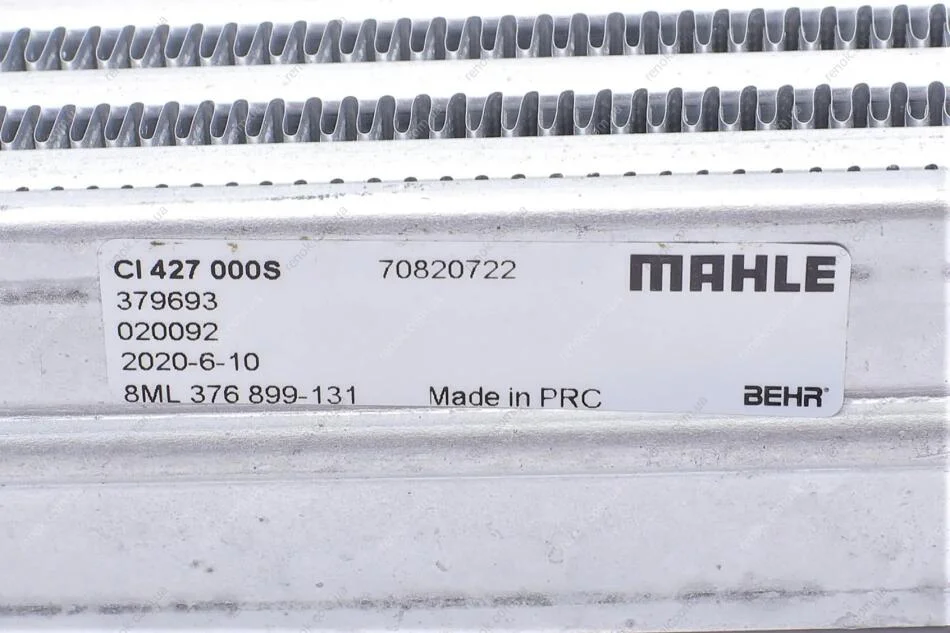 CI 427 000S 70820722 MAHLE
379693
020092
2020-6-10
8ML 376 899-131 Made in PRC BEHR®